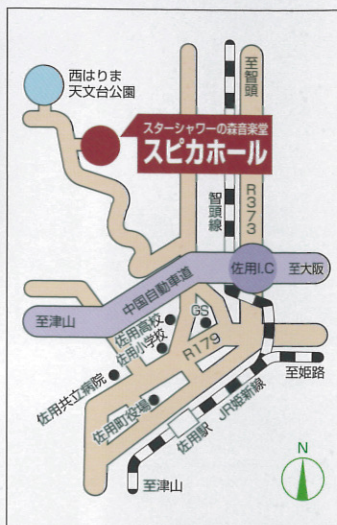 西はりま
天文台公園
スターシャワーの森音楽堂
スピカホール
至智頭
智頭線
R373
佐用I.C
至大阪
中国自動車道
至津山
佐用高校
佐用小学校
GS
R179
佐用共立病院
佐用町役場
佐用駅
JR姫新線
至姫路
至津山
N